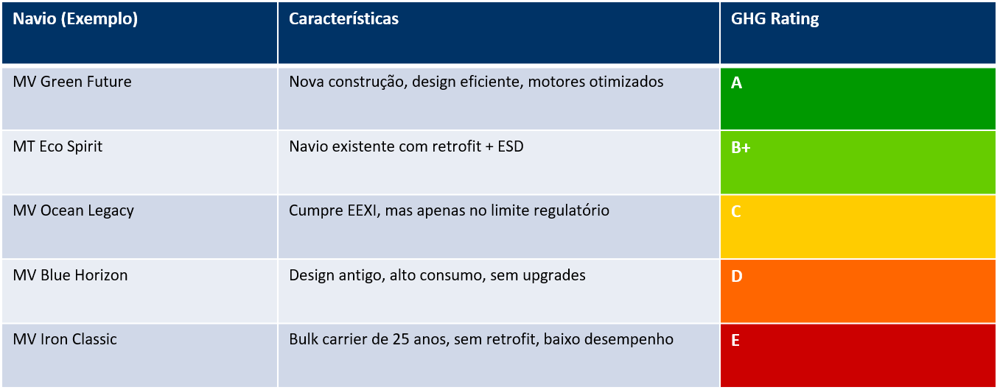 Navio (Exemplo) Características GHG Rating
MV Green Future Nova construção, design eficiente, motores otimizados A
MT Eco Spirit Navio existente com retrofit + ESD B+
MV Ocean Legacy Cumpre EEXI, mas apenas no limite regulatório C
MV Blue Horizon Design antigo, alto consumo, sem upgrades D
MV Iron Classic Bulk carrier de 25 anos, sem retrofit, baixo desempenho E